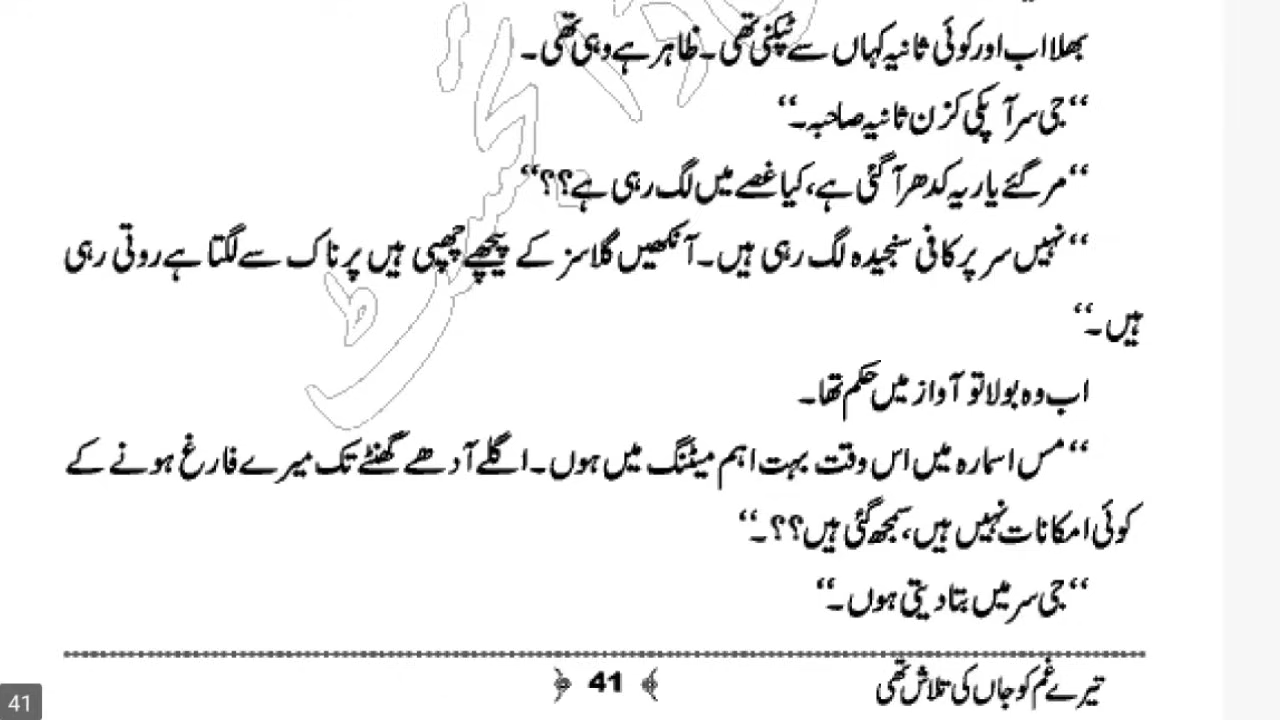 بھلا اب اور کوئی ثانیہ کہاں سے ٹپکنی تھی۔ ظاہر ہے وہی تھی۔
‘‘جی سر آپکی کزن ثانیہ صاحبہ۔‘‘
‘‘مر گئے یار یہ کدھر آ گئی ہے، کیا غصے میں لگ رہی ہے؟؟‘‘
‘‘نہیں سر پر کافی سنجیدہ لگ رہی ہیں۔ آنکھیں گلاسز کے پیچھے چھپی ہیں پر ناک سے لگتا ہے روتی رہی
ہیں۔‘‘
اب وہ بولا تو آواز میں حکم تھا۔
‘‘مس اسمارہ میں اس وقت بہت اہم میٹنگ میں ہوں۔ اگلے آدھے گھنٹے تک میرے فارغ ہونے کے
کوئی امکانات نہیں ہیں، سمجھ گئی ہیں؟؟۔‘‘
‘‘جی سر میں بتا دیتی ہوں۔‘‘
41
تیرے غم کو جاں کی تلاش تھی
41